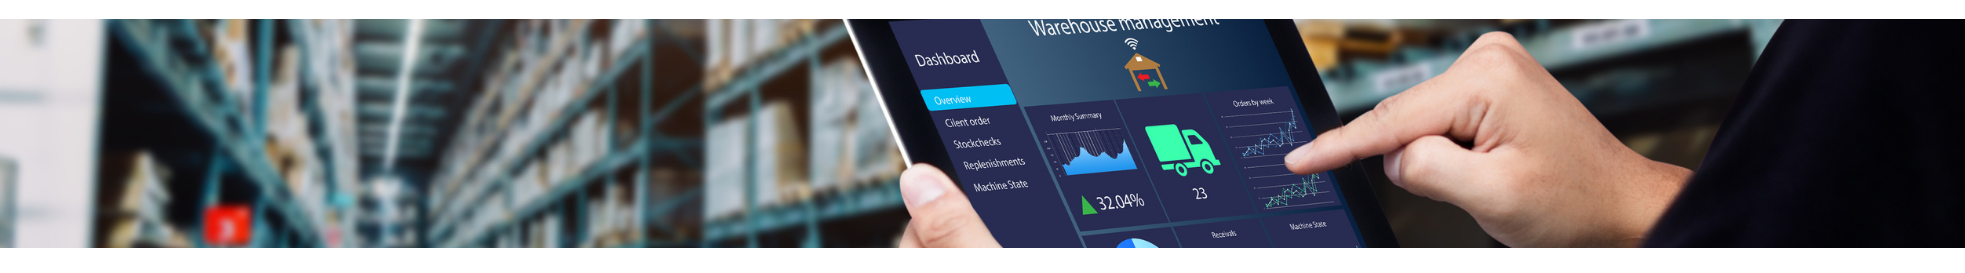 Warehouse management
Dashboard
Overview
Client order
Stockchecks
Replenishments
Machine State
Monthly Summary
32.04%
23
Orders by week
Receivals
Machine State
3